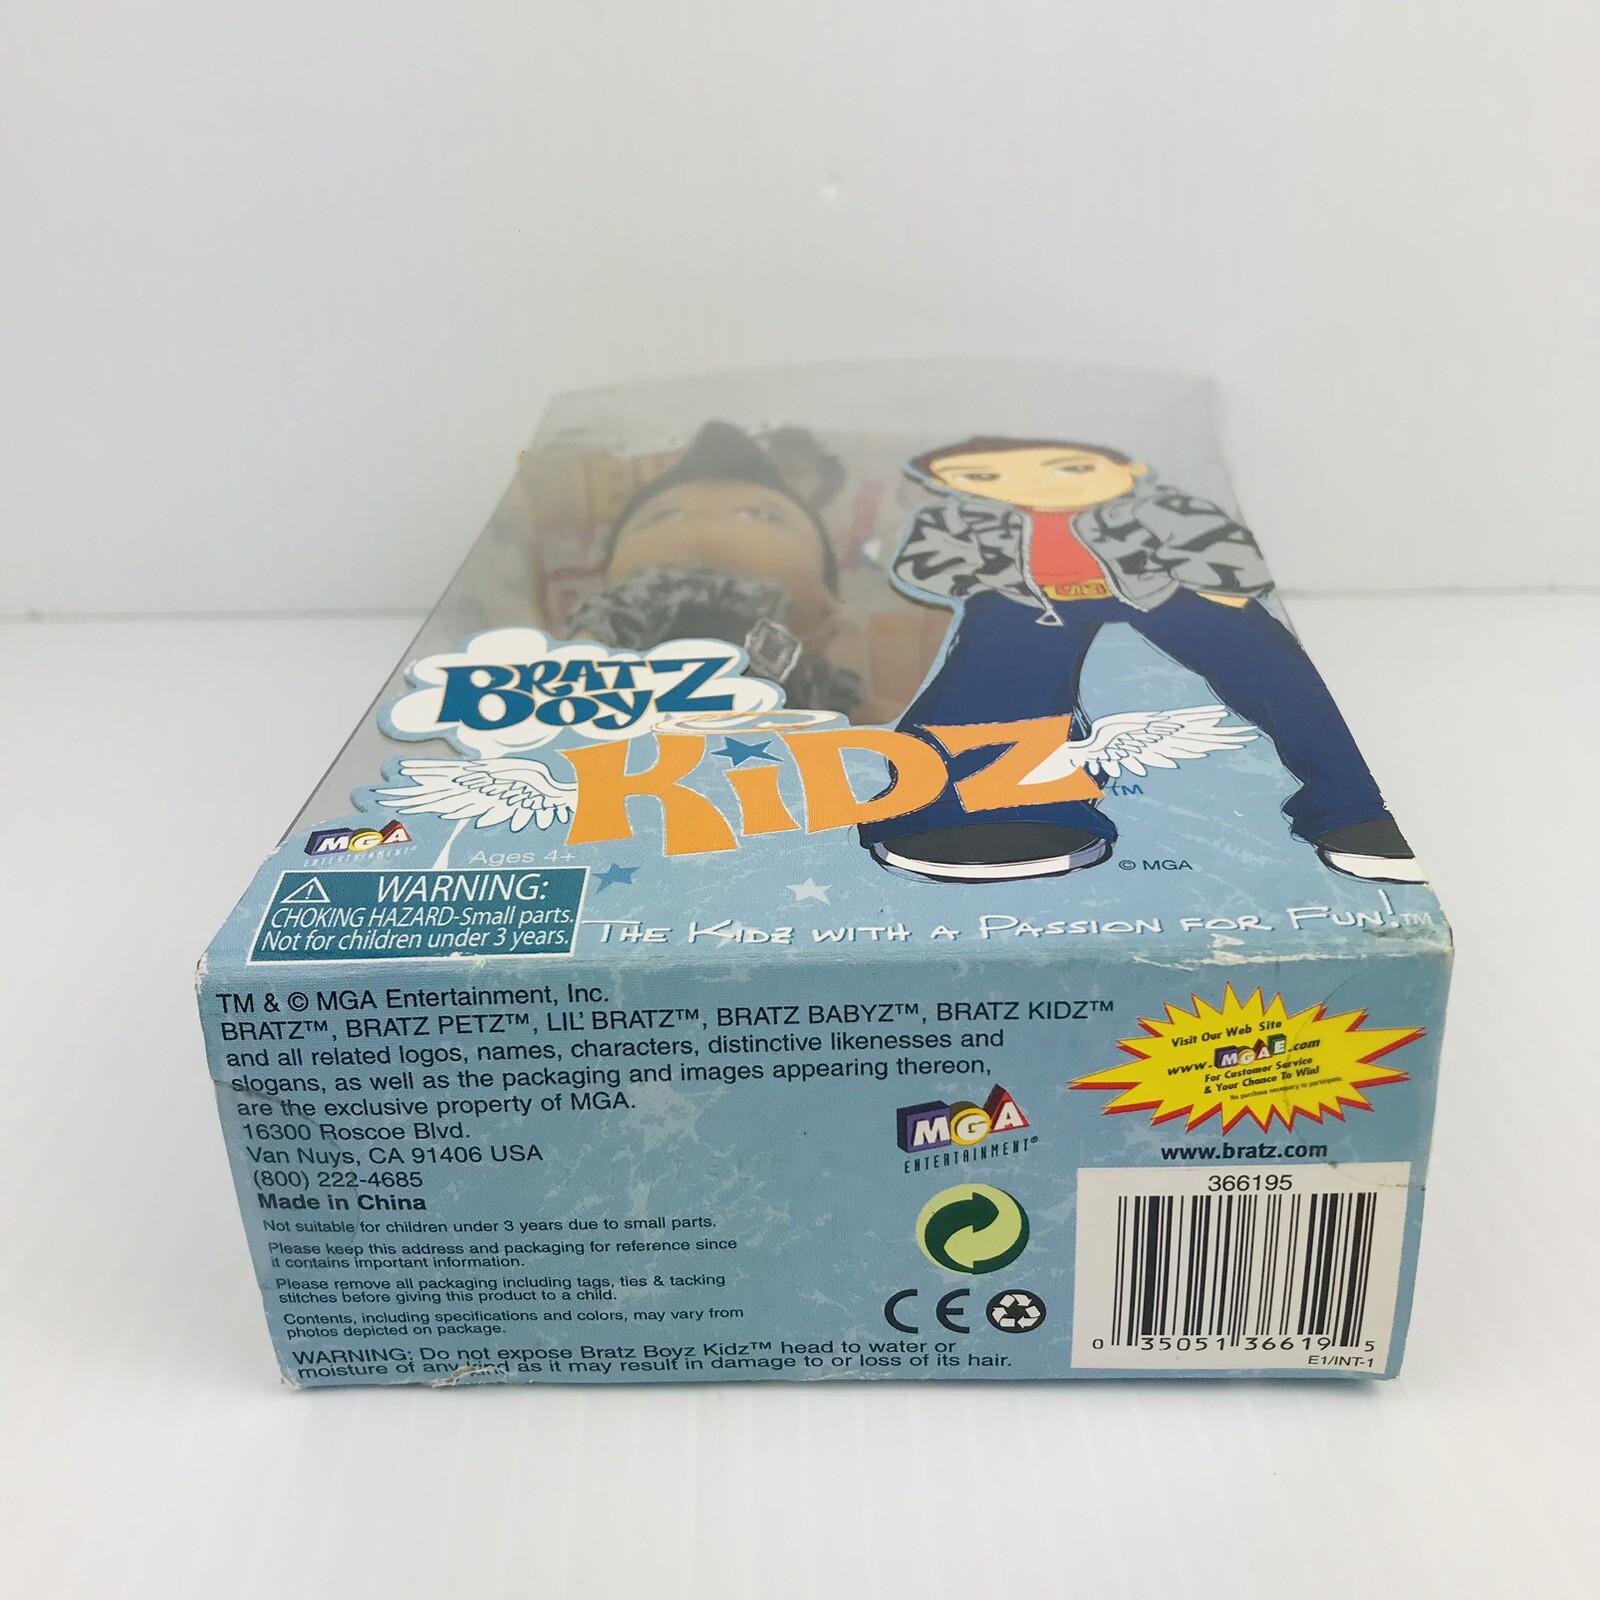 BRATZ
BOYZ
KiDZ™
MGA
ENTERTAINMENT®
Ages 4+
© MGA
WARNING:
CHOKING HAZARD-Small parts.
Not for children under 3 years.
THE KIDZ WITH A PASSION FOR FUN!™
TM & © MGA Entertainment, Inc.
BRATZ™, BRATZ PETZ™, LIL' BRATZ™, BRATZ BABYZ™, BRATZ KIDZ™
and all related logos, names, characters, distinctive likenesses and
slogans, as well as the packaging and images appearing thereon,
are the exclusive property of MGA.
16300 Roscoe Blvd.
Van Nuys, CA 91406 USA
(800) 222-4685
Made in China
Not suitable for children under 3 years due to small parts.
Please keep this address and packaging for reference since
it contains important information.
Please remove all packaging including tags, ties & tacking
stitches before giving this product to a child.
Contents, including specifications and colors, may vary from
photos depicted on package.
WARNING: Do not expose Bratz Boyz Kidz™ head to water or
moisture of any kind as it may result in damage to or loss of its hair.
MGA
ENTERTAINMENT®
CE
Visit Our Web Site
www.MGAE.com
For Customer Service
& Your Chance To Win!
No purchase necessary to participate.
www.bratz.com
366195
0 35051 36619 5
E1/INT-1